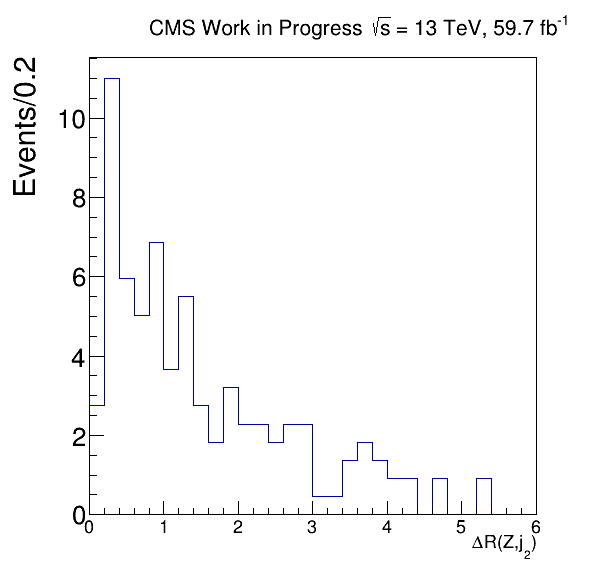 CMS Work in Progress √s = 13 TeV, 59.7 fb⁻¹
Events/0.2
10
8
6
4
2
0
0 1 2 3 4 5 6
ΔR(Z,j₂)